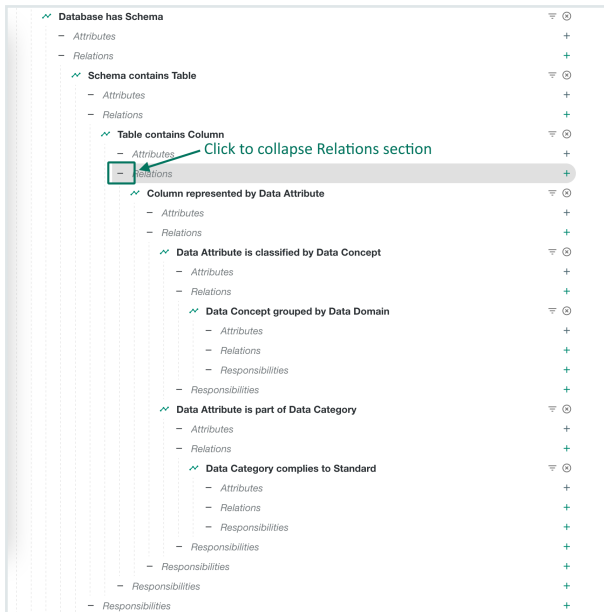 Database has Schema
– Attributes +
– Relations +
Schema contains Table
– Attributes +
– Relations +
Table contains Column
– Attributes +
Click to collapse Relations section
– Relations +
Column represented by Data Attribute
– Attributes +
– Relations +
Data Attribute is classified by Data Concept
– Attributes +
– Relations +
Data Concept grouped by Data Domain
– Attributes +
– Relations +
– Responsibilities +
– Responsibilities +
Data Attribute is part of Data Category
– Attributes +
– Relations +
Data Category complies to Standard
– Attributes +
– Relations +
– Responsibilities +
– Responsibilities +
– Responsibilities +
– Responsibilities +
– Responsibilities +